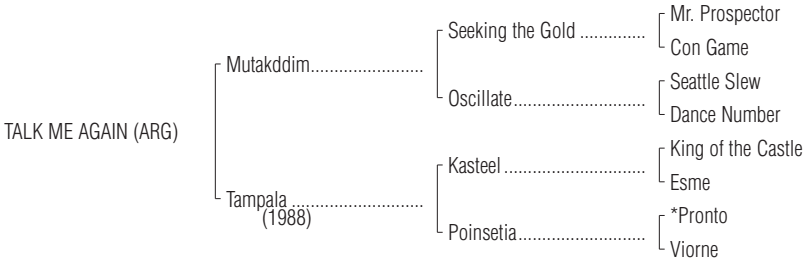 Mr. Prospector
Seeking the Gold ..............
Con Game
Mutakddim........................
Seattle Slew
Oscillate............................
Dance Number
TALK ME AGAIN (ARG)
King of the Castle
Kasteel ..............................
Esme
Tampala ............................
(1988)
*Pronto
Poinsetia...........................
Viorne